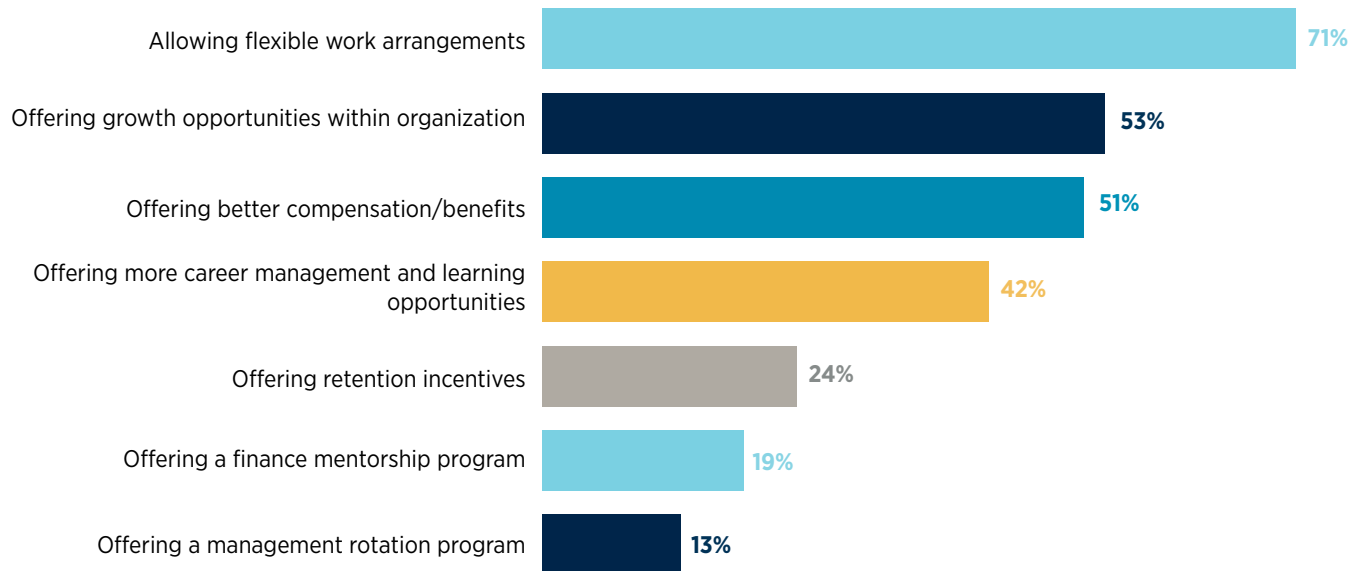 Allowing flexible work arrangements 71%
Offering growth opportunities within organization 53%
Offering better compensation/benefits 51%
Offering more career management and learning
opportunities 42%
Offering retention incentives 24%
Offering a finance mentorship program 19%
Offering a management rotation program 13%